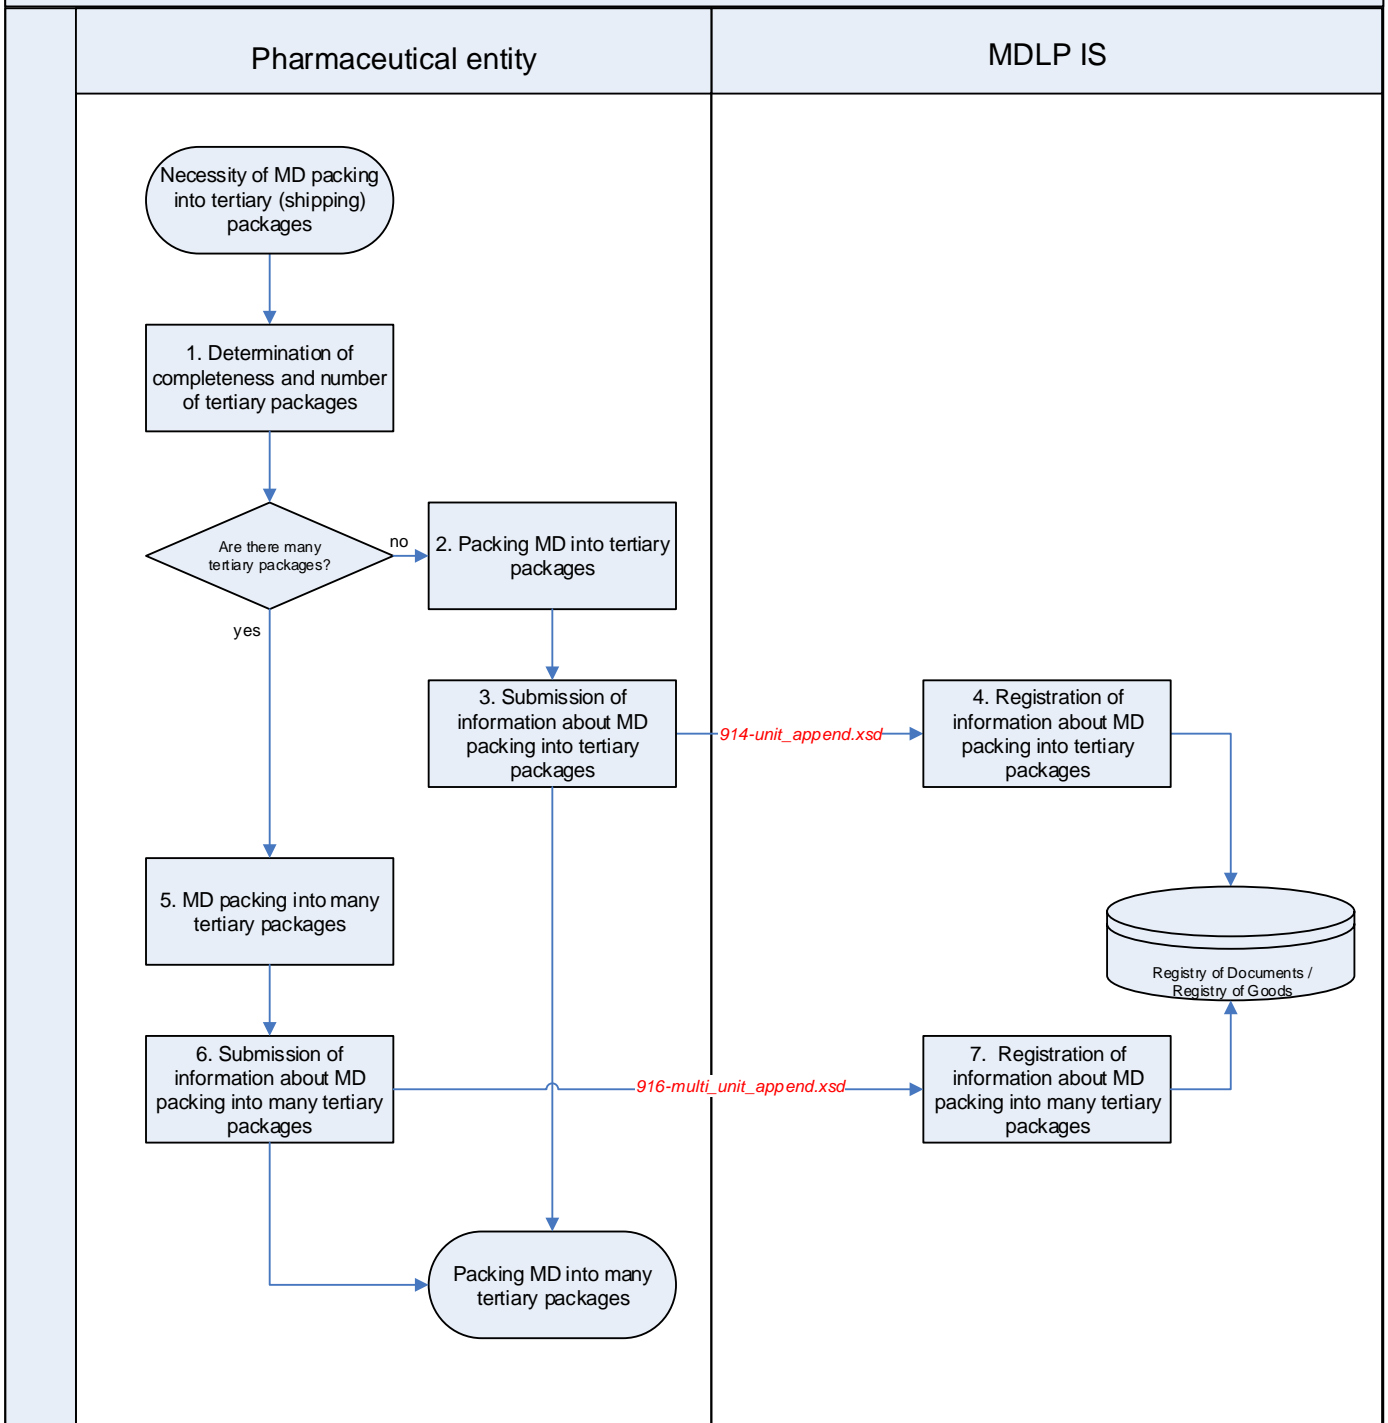 Pharmaceutical entity
MDLP IS
Necessity of MD packing
into tertiary (shipping)
packages
1. Determination of
completeness and number
of tertiary packages
Are there many
tertiary packages?
no
yes
2. Packing MD into tertiary
packages
3. Submission of
information about MD
packing into tertiary
packages
914-unit_append.xsd
4. Registration of
information about MD
packing into tertiary
packages
5. MD packing into many
tertiary packages
Registry of Documents /
Registry of Goods
6. Submission of
information about MD
packing into many tertiary
packages
916-multi_unit_append.xsd
7. Registration of
information about MD
packing into many tertiary
packages
Packing MD into many
tertiary packages